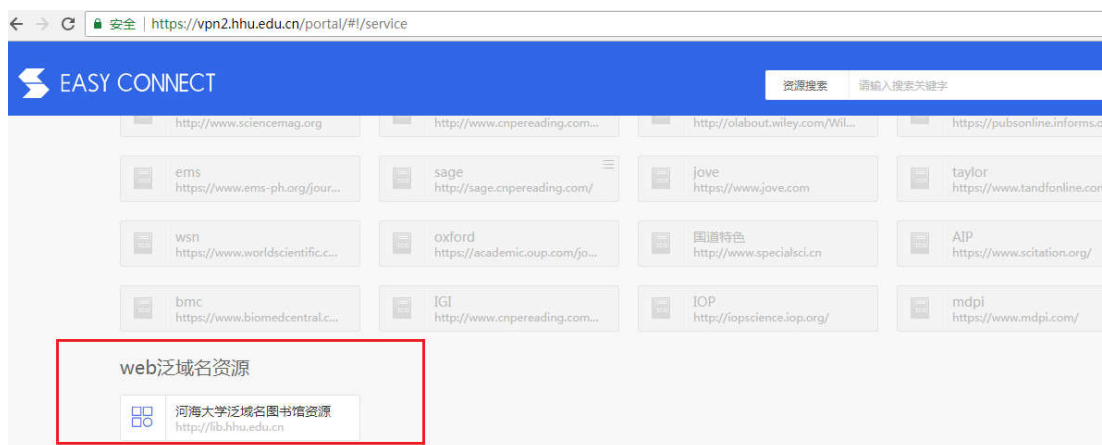 安全 | https://vpn2.hhu.edu.cn/portal/#!/service
EASY CONNECT
资源搜索 请输入搜索关键字
http://www.sciencemag.org
http://www.cnpereading.com...
http://olabout.wiley.com/Wil...
https://pubsonline.informs.o
ems
https://www.ems-ph.org/jour...
sage
http://sage.cnpereading.com/
jove
https://www.jove.com
taylor
https://www.tandfonline.con
wsn
https://www.worldscientific.c...
oxford
https://academic.oup.com/jo...
国道特色
http://www.specialsci.cn
AIP
https://www.scitation.org/
bmc
https://www.biomedcentral.c...
IGI
http://www.cnpereading.com...
IOP
http://iopscience.iop.org/
mdpi
https://www.mdpi.com/
web泛域名资源
河海大学泛域名图书馆资源
http://lib.hhu.edu.cn